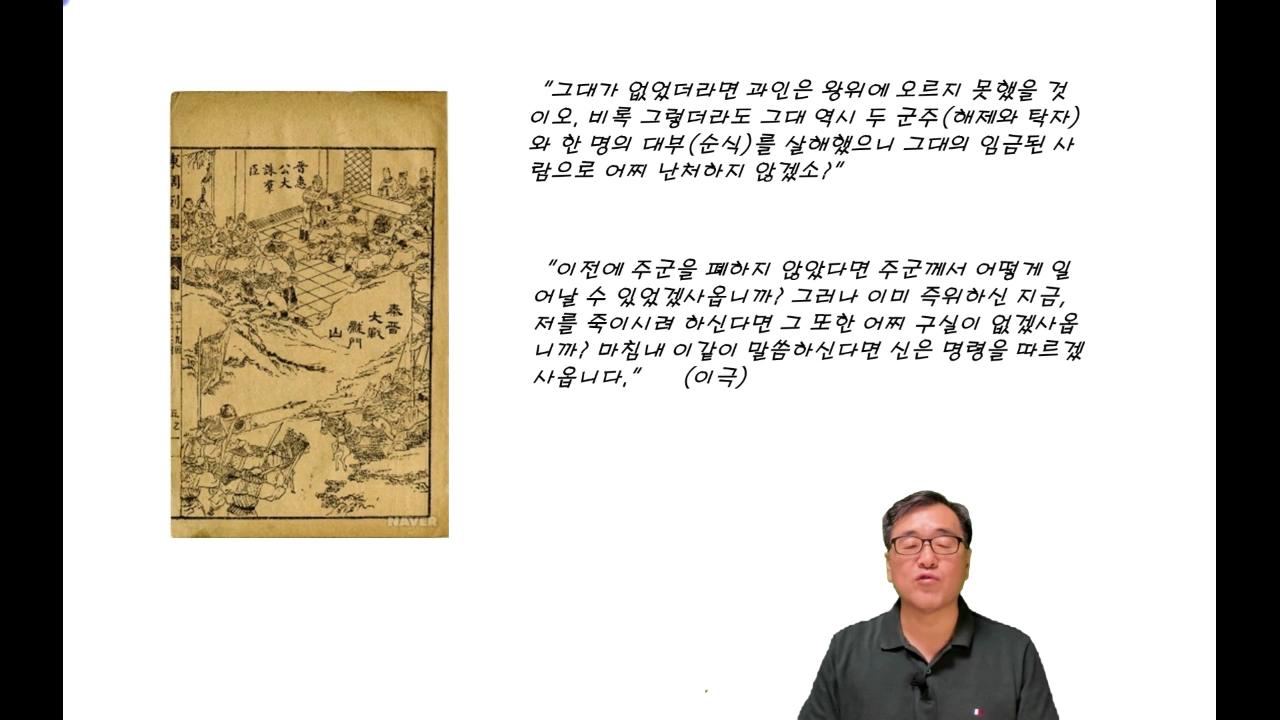 “그대가 없었더라면 과인은 왕위에 오르지 못했을 것
이오. 비록 그렇더라도 그대 역시 두 군주(해제와 탁자)
와 한 명의 대부(순식)를 살해했으니 그대의 임금된 사
람으로 어찌 난처하지 않겠소?”
“이전에 주군을 폐하지 않았다면 주군께서 어떻게 일
어날 수 있었겠사옵니까? 그러나 이미 즉위하신 지금,
저를 죽이시려 하신다면 그 또한 어찌 구실이 없겠사옵
니까? 마침내 이같이 말씀하신다면 신은 명령을 따르겠
사옵니다.” (이극)
晋惠
公大
誅羣
臣
秦晋
大戰
龍門
山
東周列國志
NAVER